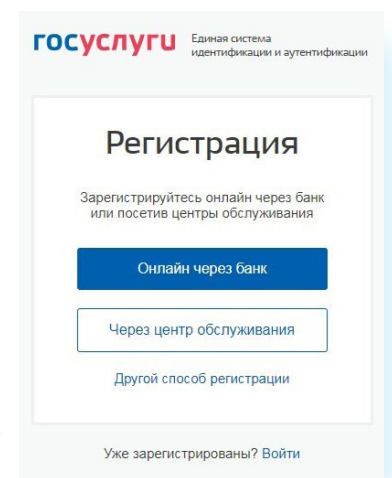 госуслуги
Единая система
идентификации и аутентификации
Регистрация
Зарегистрируйтесь онлайн через банк
или посетив центры обслуживания
Онлайн через банк
Через центр обслуживания
Другой способ регистрации
Уже зарегистрированы? Войти